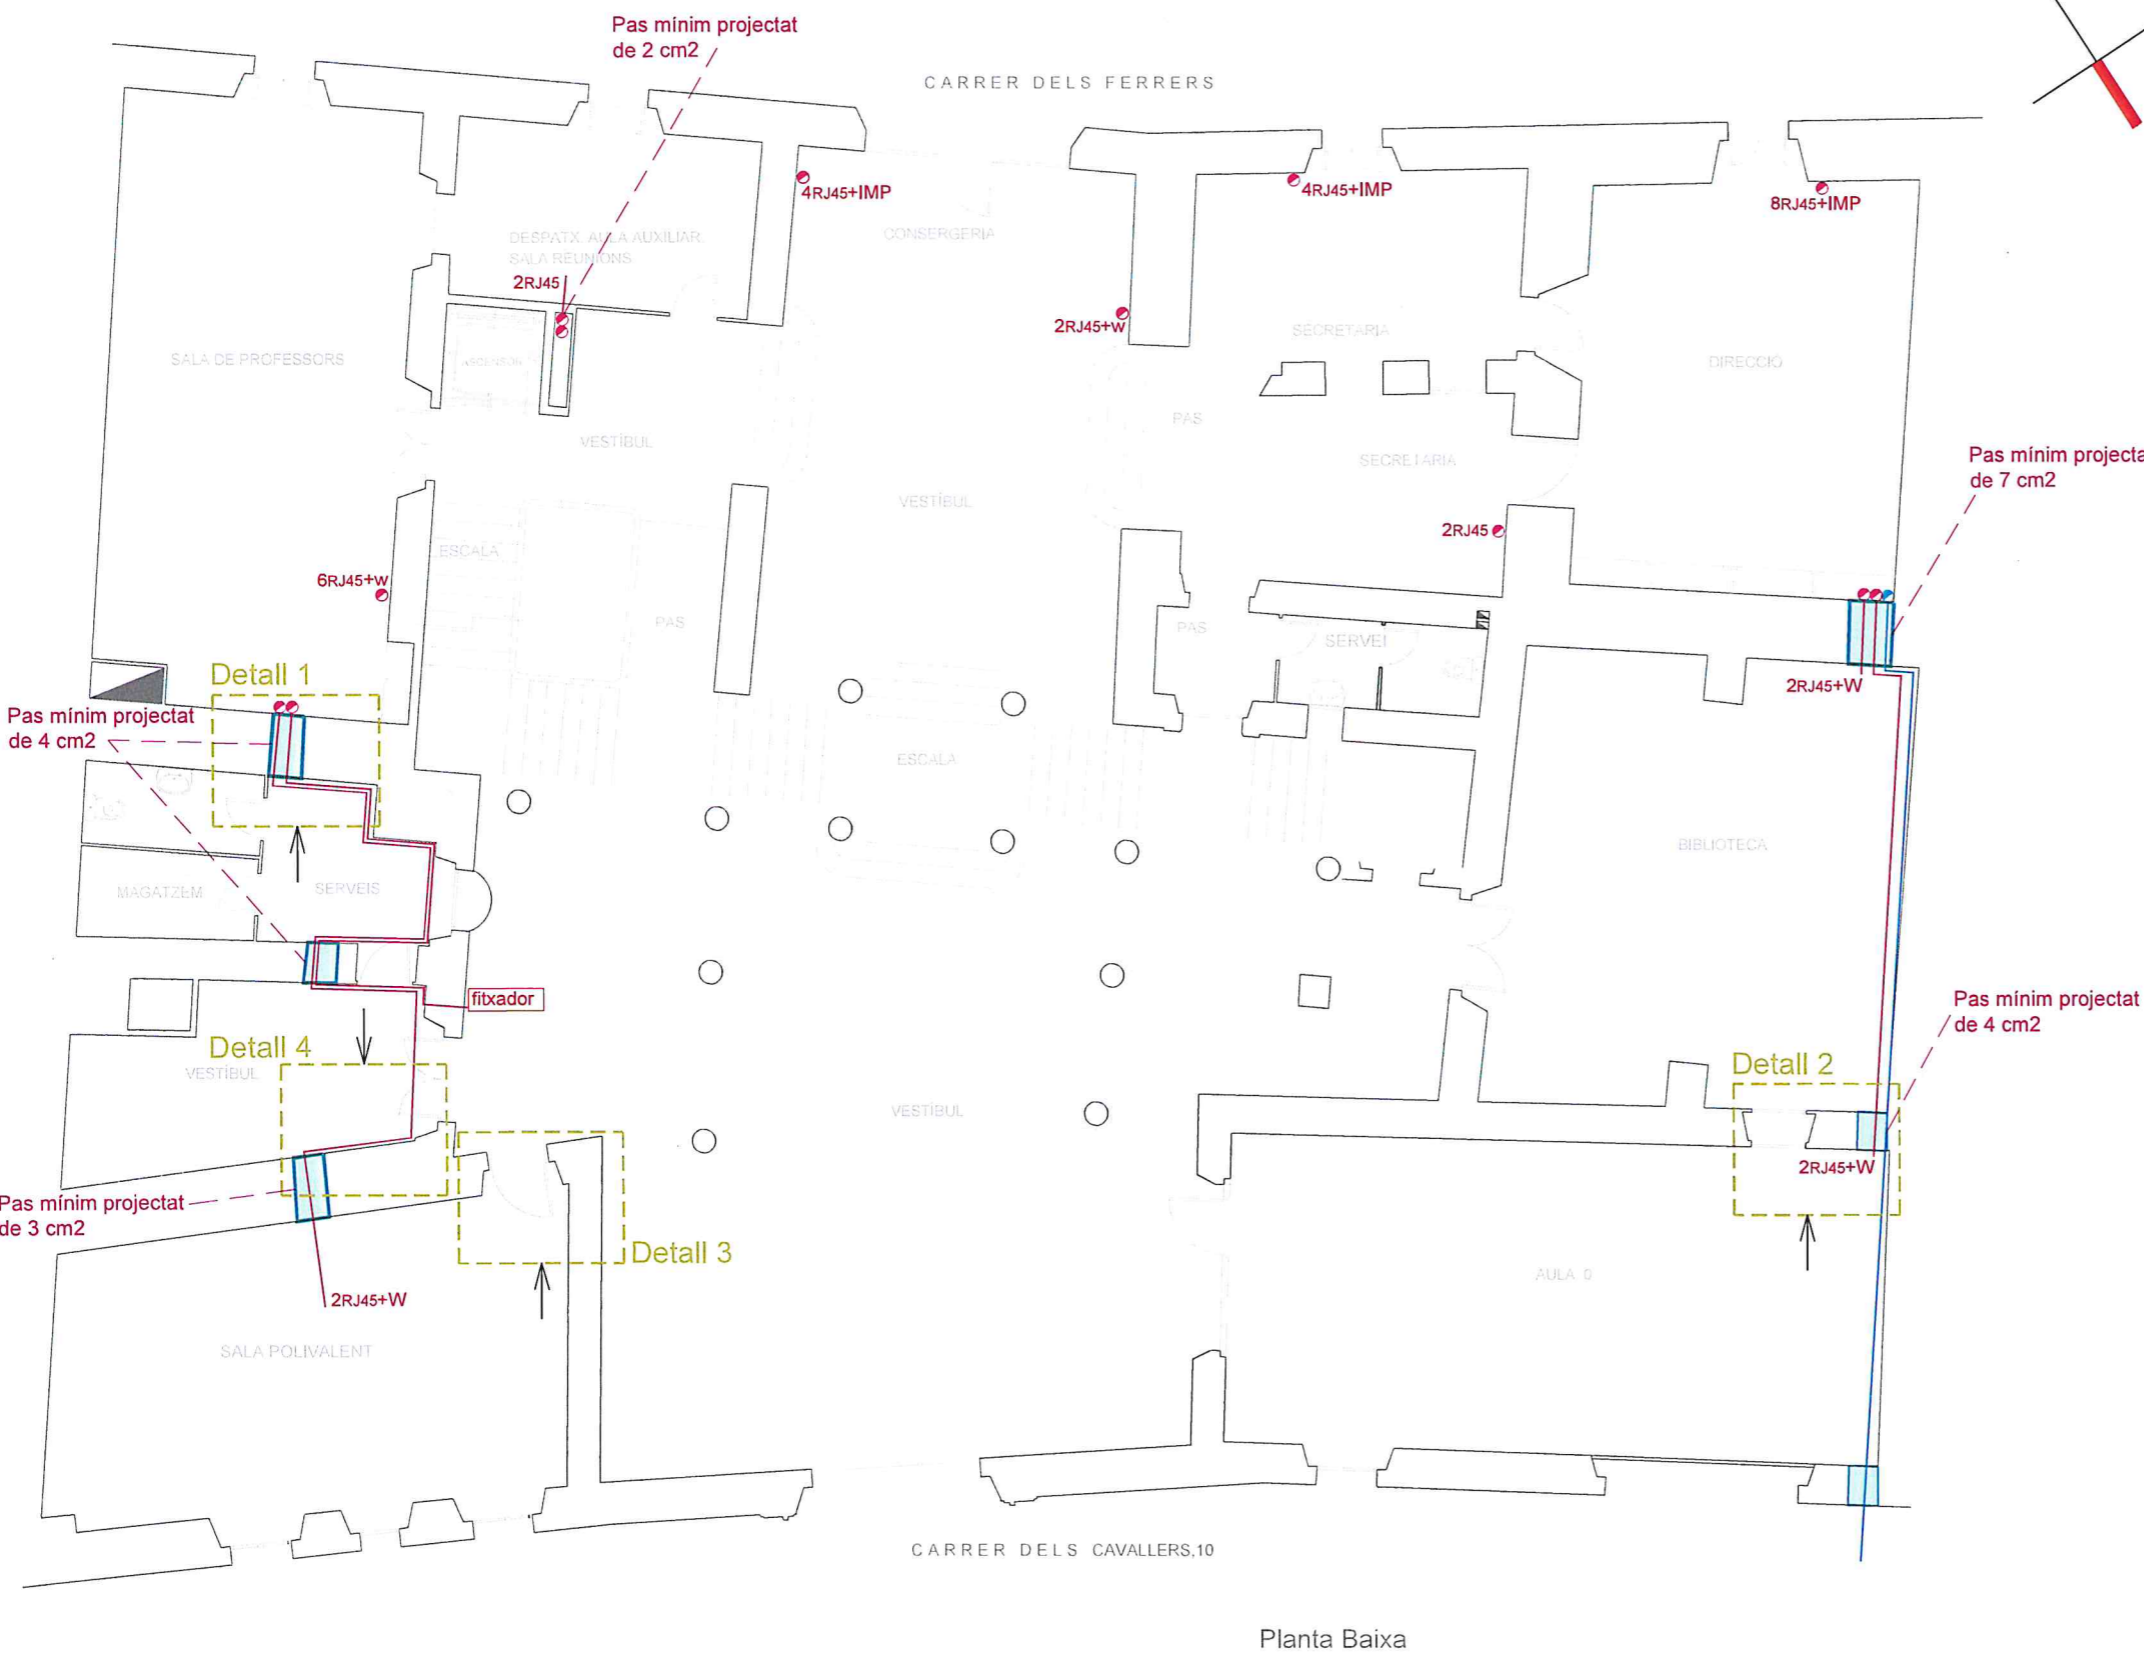 Pas mínim projectat
de 2 cm2
CARRER DELS FERRERS
4RJ45+IMP
4RJ45+IMP
8RJ45+IMP
DESPATX. AULA AUXILIAR.
SALA REUNIONS.
CONSERGERIA
2RJ45
2RJ45+w
SECRETARIA
SALA DE PROFESSORS
ASCENSOR
DIRECCIÓ
PAS
VESTÍBUL
SECRETARIA
Pas mínim projecta
de 7 cm2
VESTÍBUL
2RJ45
ESCALA
6RJ45+w
PAS
PAS
SERVEI
Detall 1
2RJ45+W
Pas mínim projectat
de 4 cm2
ESCALA
BIBLIOTECA
MAGATZEM
SERVEIS
fitxador
Pas mínim projectat
de 4 cm2
Detall 4
VESTÍBUL
Detall 2
VESTÍBUL
2RJ45+W
Pas mínim projectat
de 3 cm2
Detall 3
AULA 0
2RJ45+W
SALA POLIVALENT
CARRER DELS CAVALLERS,10
Planta Baixa